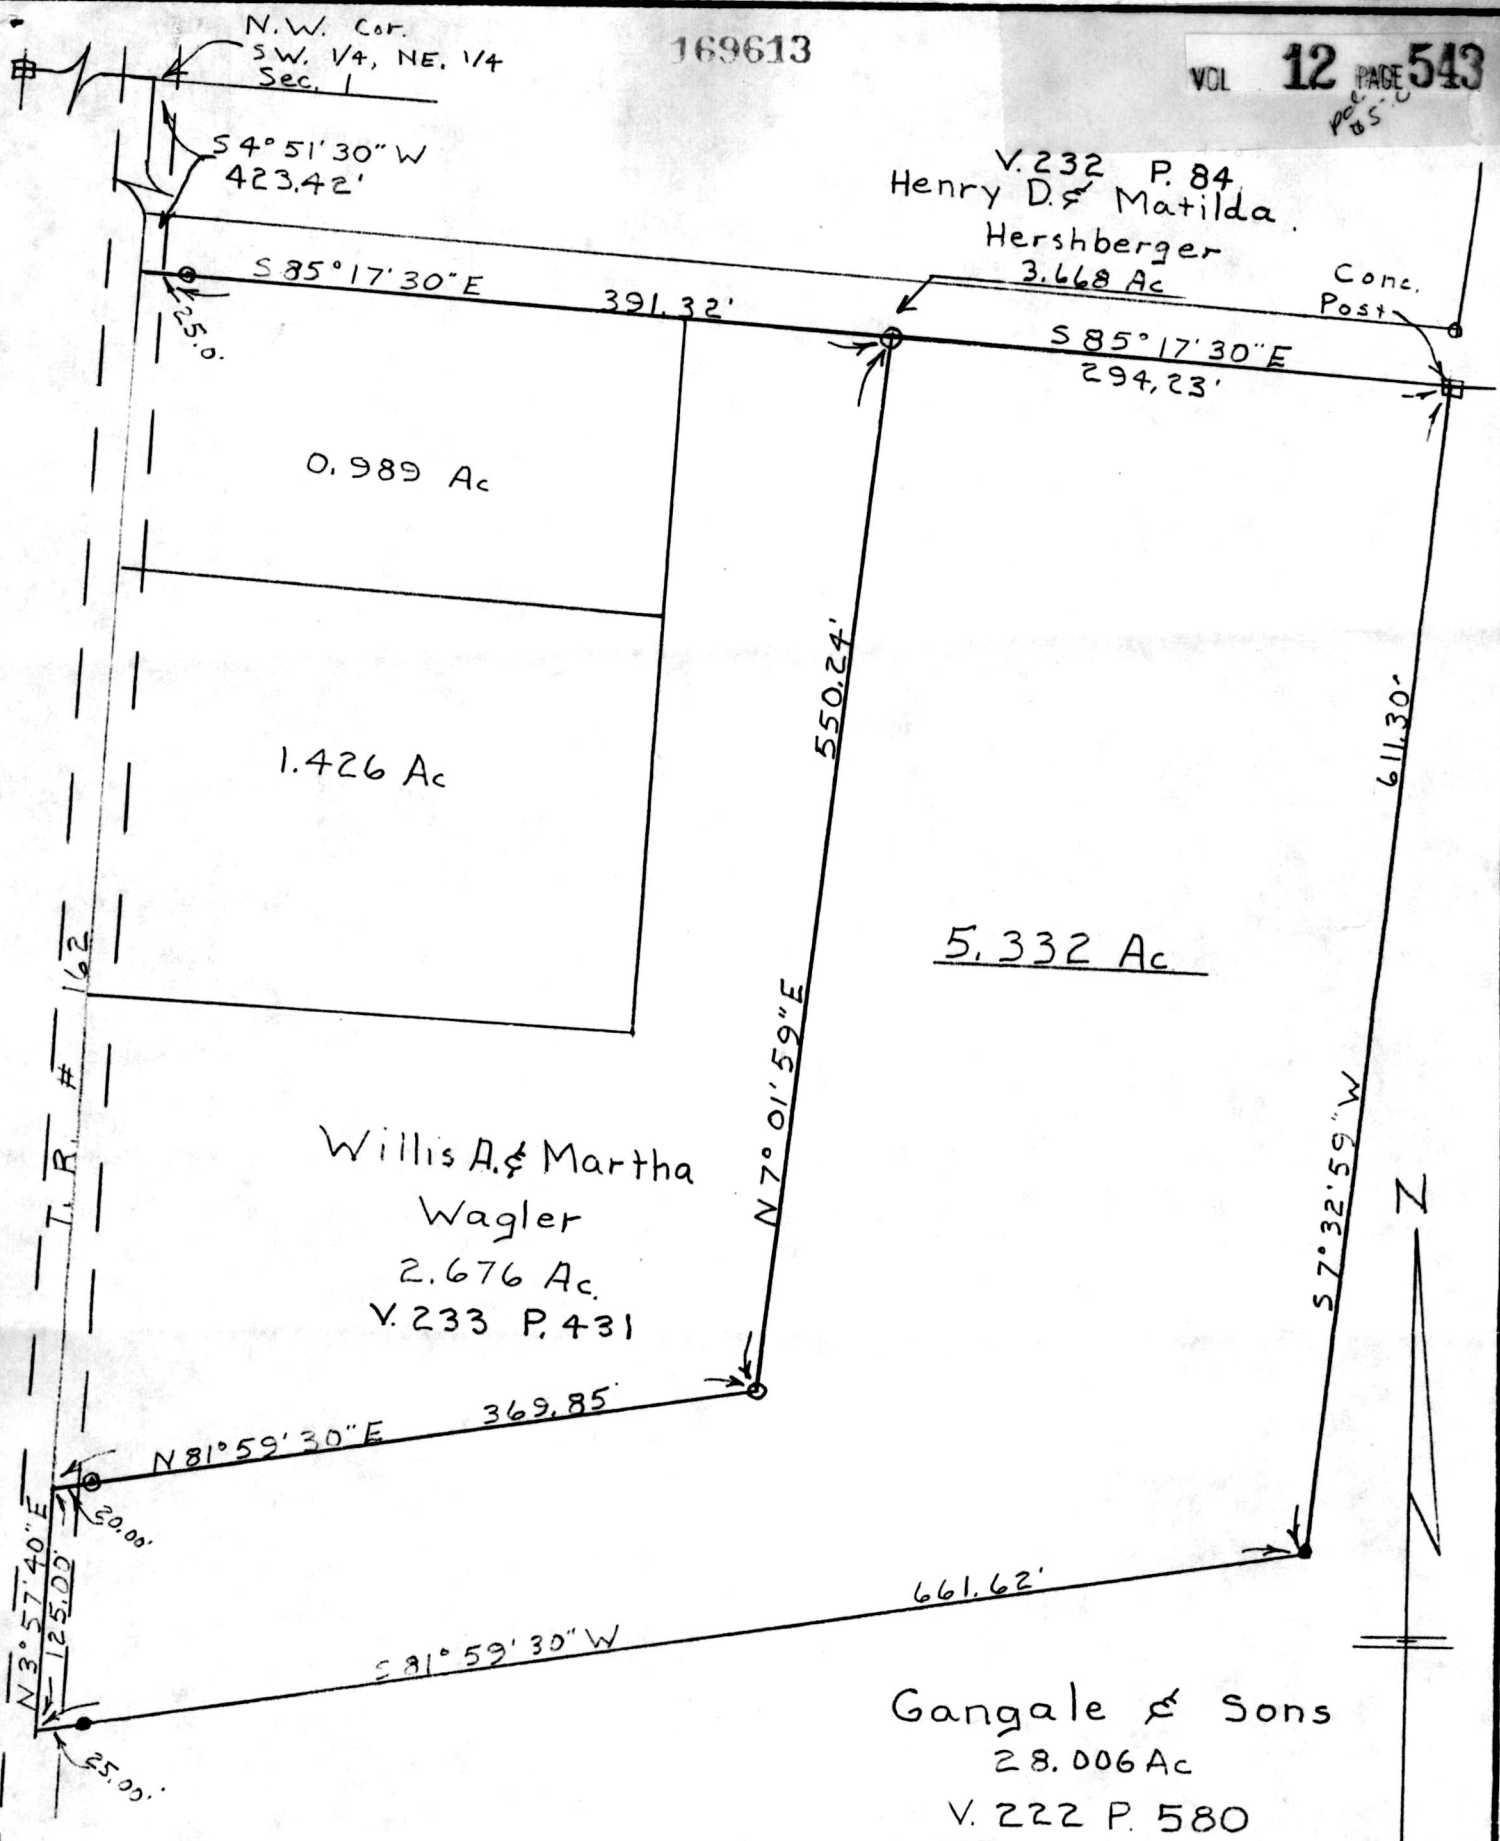 N.W. Cor.
SW. 1/4, NE. 1/4
Sec. 1
169613
VOL 12 PAGE 543
S 4° 51' 30" W
423.42'
V. 232 P. 84
Henry D. & Matilda
Hershberger
3.668 Ac
Conc.
Post
S 85° 17' 30" E
391.32'
25.0.
S 85° 17' 30" E
294.23'
0.989 Ac
550.24'
611.30'
1.426 Ac
5.332 Ac
T. R. # 162
N 7° 01' 59" E
S 7° 32' 59" W
N
Willis A. & Martha
Wagler
2.676 Ac.
V. 233 P. 431
369.85'
N 81° 59' 30" E
20.00'
N 3° 57' 40" E
125.00'
661.62'
S 81° 59' 30" W
25.00.'
Gangale & Sons
28.006 Ac
V. 222 P. 580